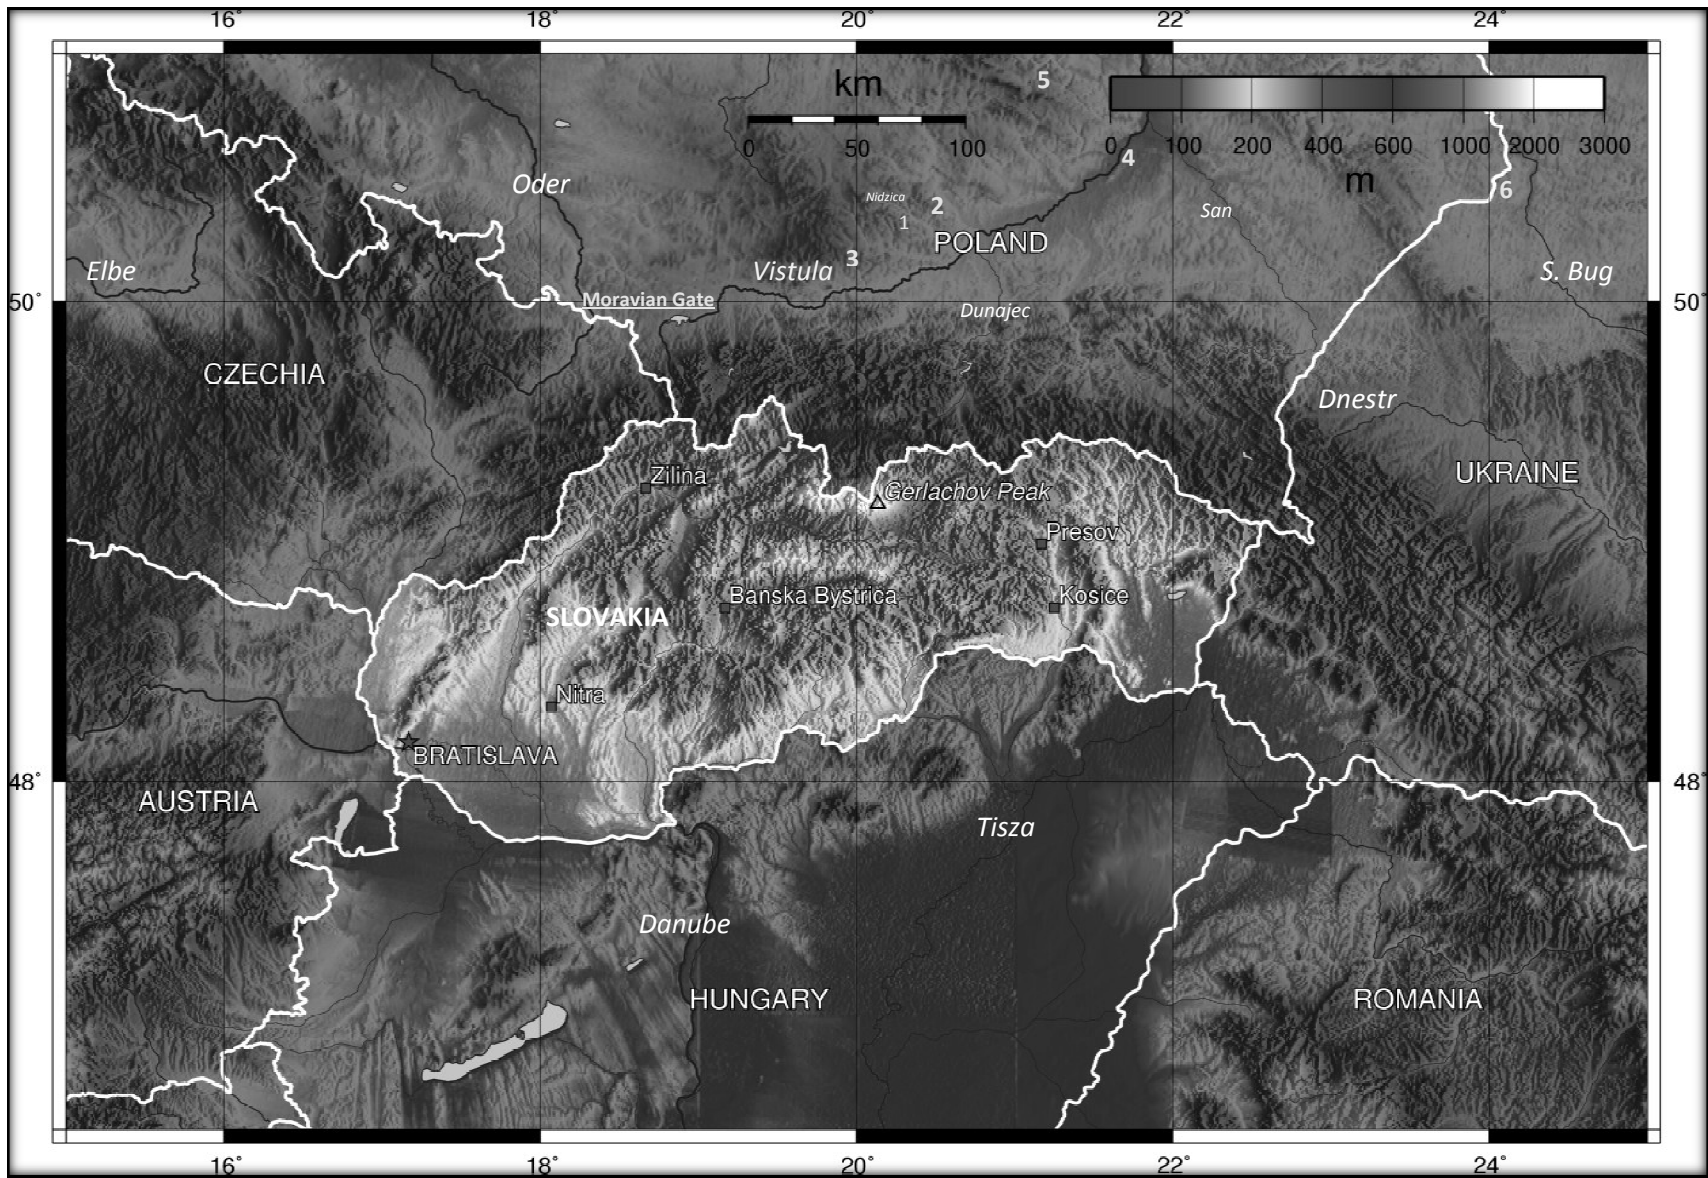 16° 18° 20° 22° 24°
km
5
0 50 100
0 100 200 400 600 1000 2000 3000
m
4
Oder
Nidzica
2
1
San
6
POLAND
3
Elbe
Vistula
S. Bug
50°
50°
Moravian Gate
Dunajec
CZECHIA
Dnestr
UKRAINE
Zilina
Gerlachov Peak
Presov
Banska Bystrica
Kosice
SLOVAKIA
Nitra
BRATISLAVA
48°
48°
AUSTRIA
Tisza
Danube
HUNGARY
ROMANIA
16° 18° 20° 22° 24°